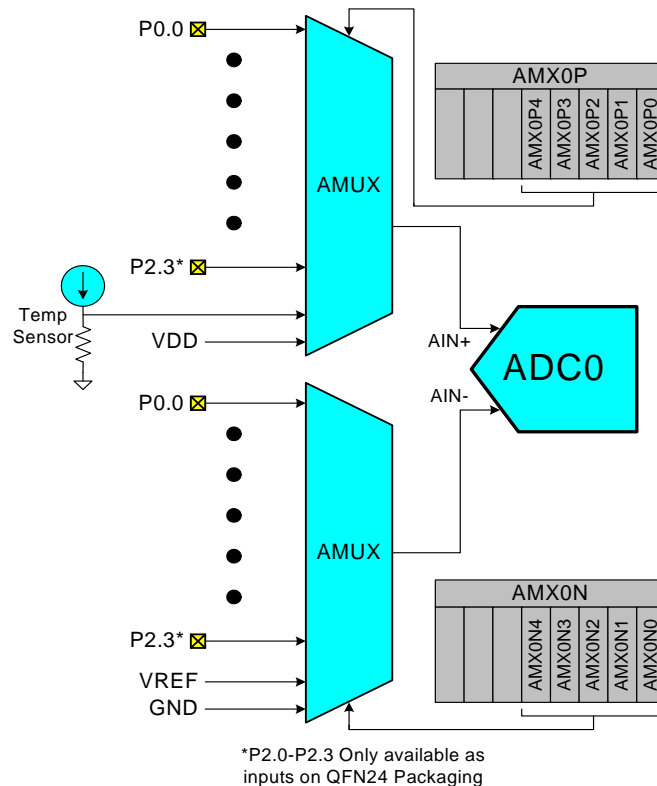 P0.0
AMX0P
AMX0P4
AMX0P3
AMX0P2
AMX0P1
AMX0P0
AMUX
P2.3*
Temp
Sensor
VDD
AIN+
ADC0
AIN-
P0.0
AMUX
AMX0N
AMX0N4
AMX0N3
AMX0N2
AMX0N1
AMX0N0
P2.3*
VREF
GND
*P2.0-P2.3 Only available as
inputs on QFN24 Packaging